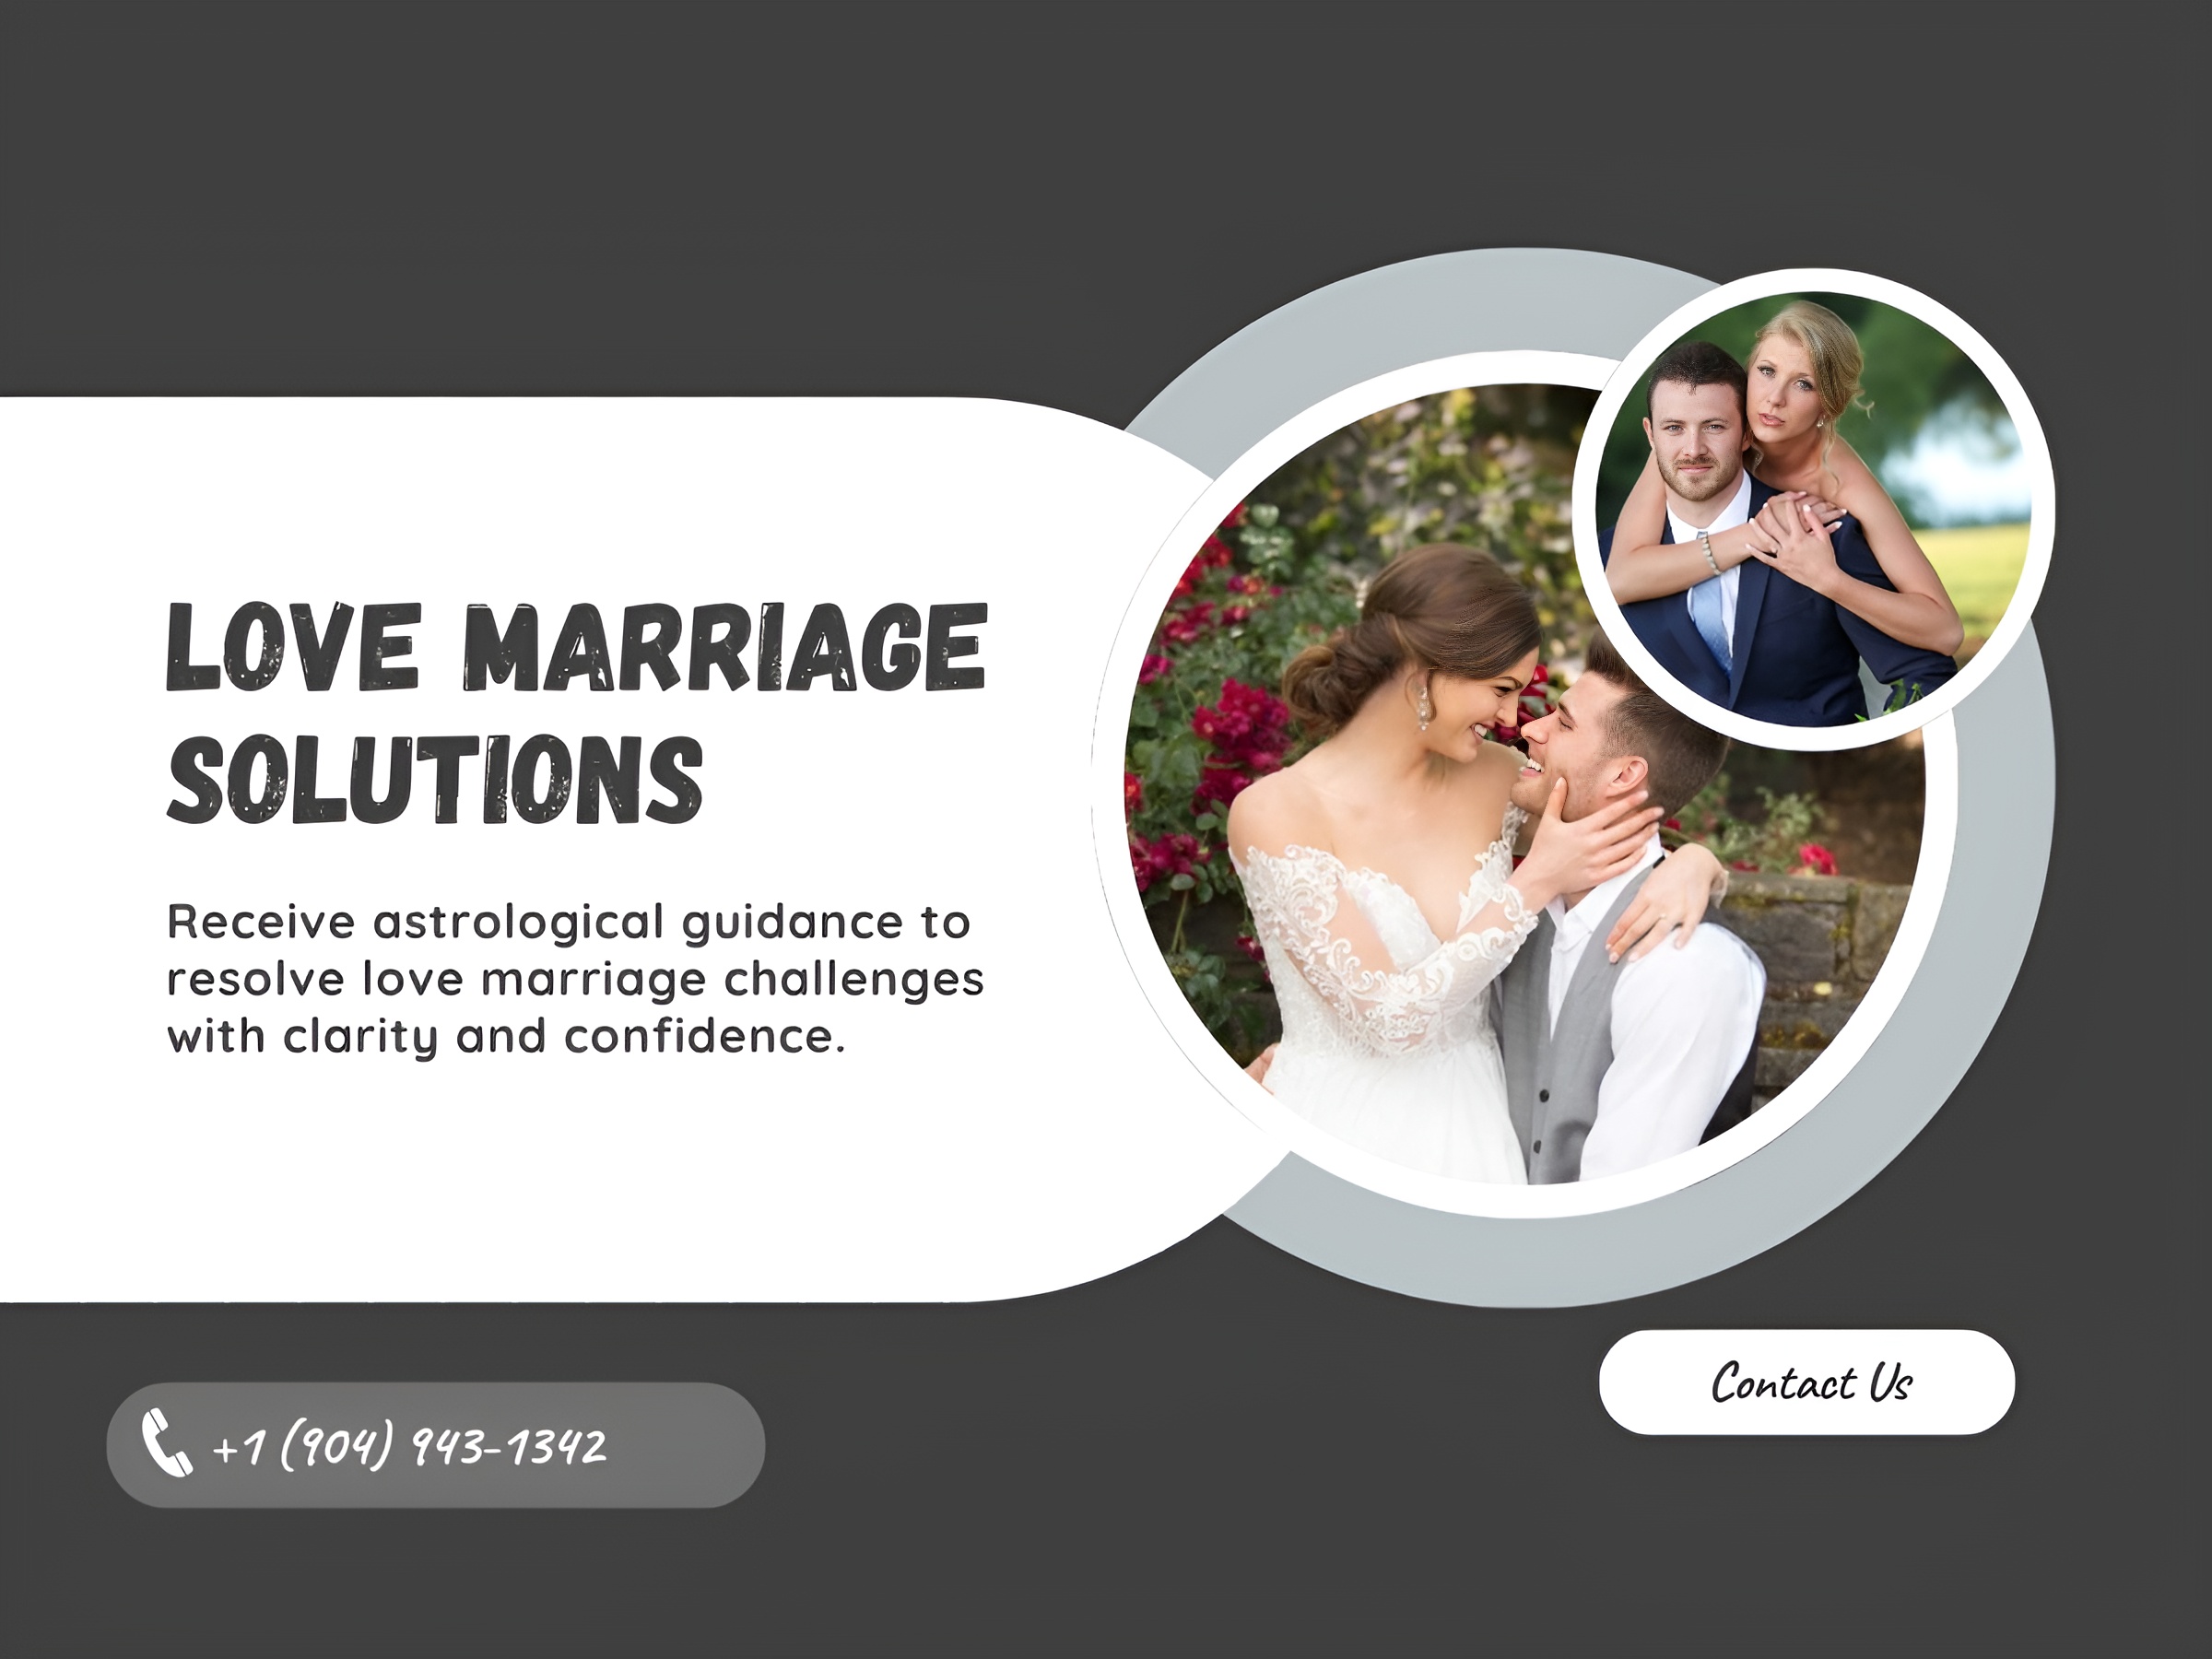 LOVE MARRIAGE
SOLUTIONS
Receive astrological guidance to
resolve love marriage challenges
with clarity and confidence.
Contact Us
+1 (904) 943-1342